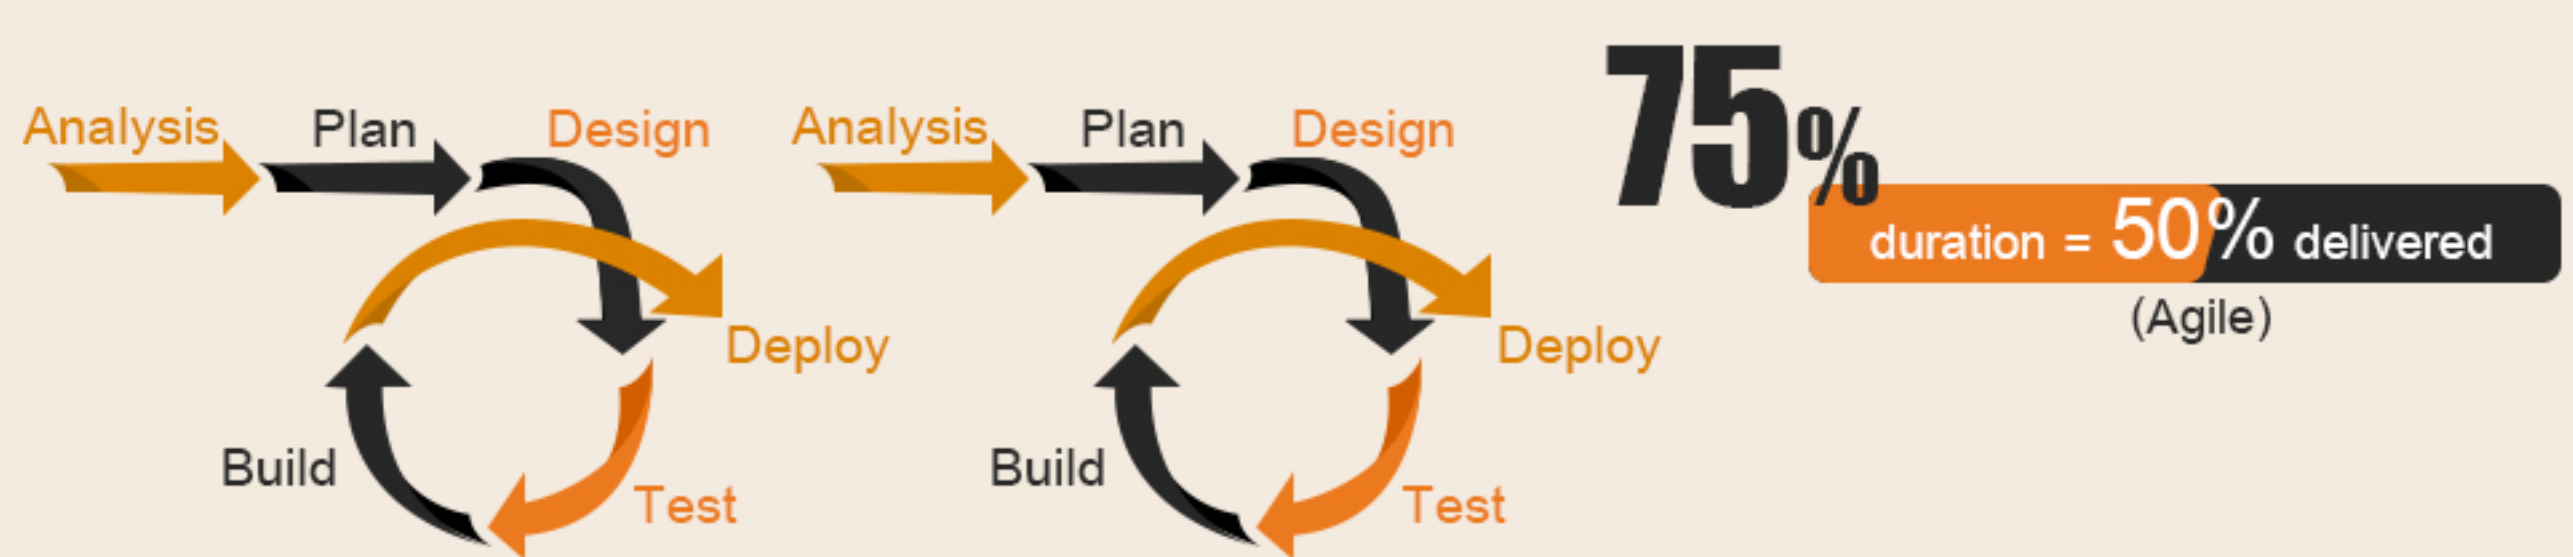 Analysis Plan Design
Deploy
Test
Build
Analysis Plan Design
Deploy
Test
Build
75%
duration = 50% delivered
(Agile)